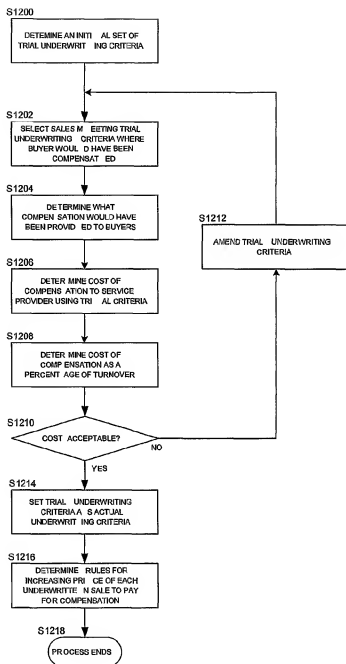 S1200
DETEMINE AN INITI AL SET OF
TRIAL UNDERWRIT ING CRITERIA
S1202
SELECT SALES M EETING TRIAL
UNDERWRITING CRITERIA WHERE
BUYER WOUL D HAVE BEEN
COMPENSAT ED
S1204
DETERMINE WHAT
COMPEN SATION WOULD HAVE
BEEN PROVID ED TO BUYERS
S1206
DETER MINE COST OF
COMPENS ATION TO SERVICE
PROVIDER USING TRI AL CRITERIA
S1208
DETER MINE COST OF
COMP ENSATION AS A
PERCENT AGE OF TURNOVER
S1210
COST ACCEPTABLE?
NO
YES
S1212
AMEND TRIAL UNDERWRITING
CRITERIA
S1214
SET TRIAL UNDERWRITING
CRITERIA A S ACTUAL
UNDERWRIT ING CRITERIA
S1216
DETERMINE RULES FOR
INCREASING PRI CE OF EACH
UNDERWRITTE N SALE TO PAY
FOR COMPENSATION
S1218
PROCESS ENDS